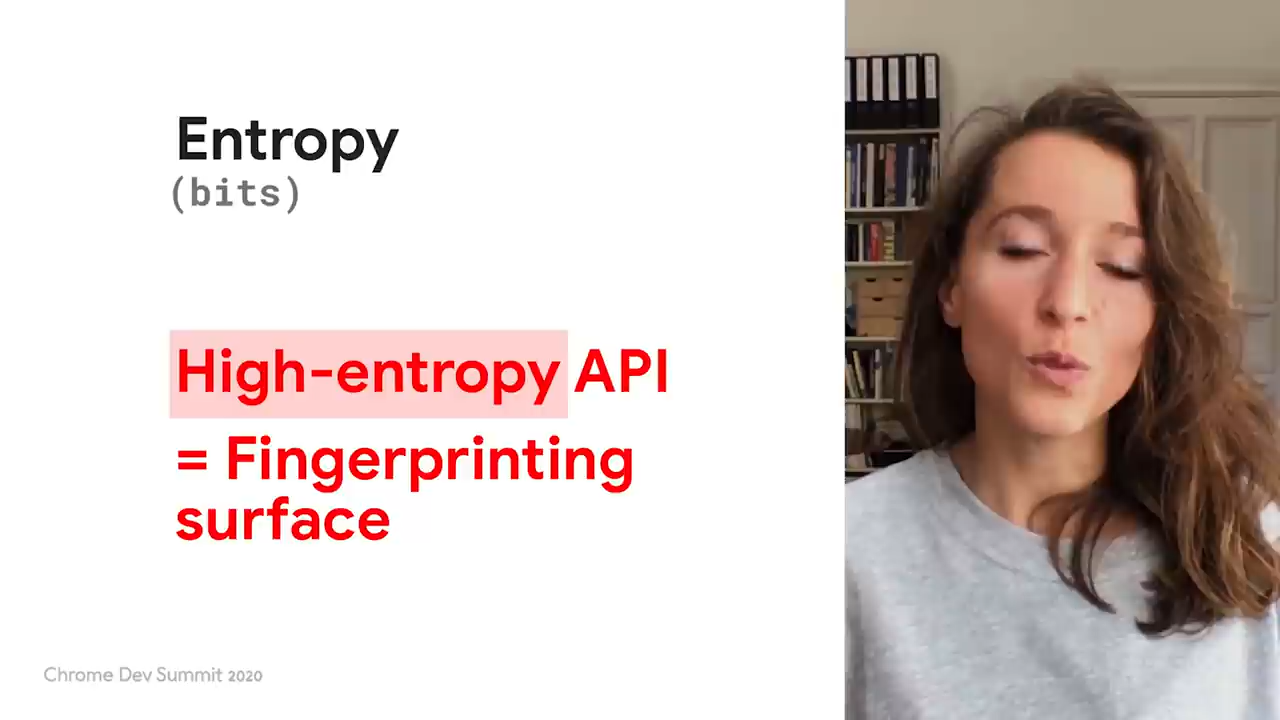 Entropy
(bits)
High-entropy API
= Fingerprinting
surface
Chrome Dev Summit 2020